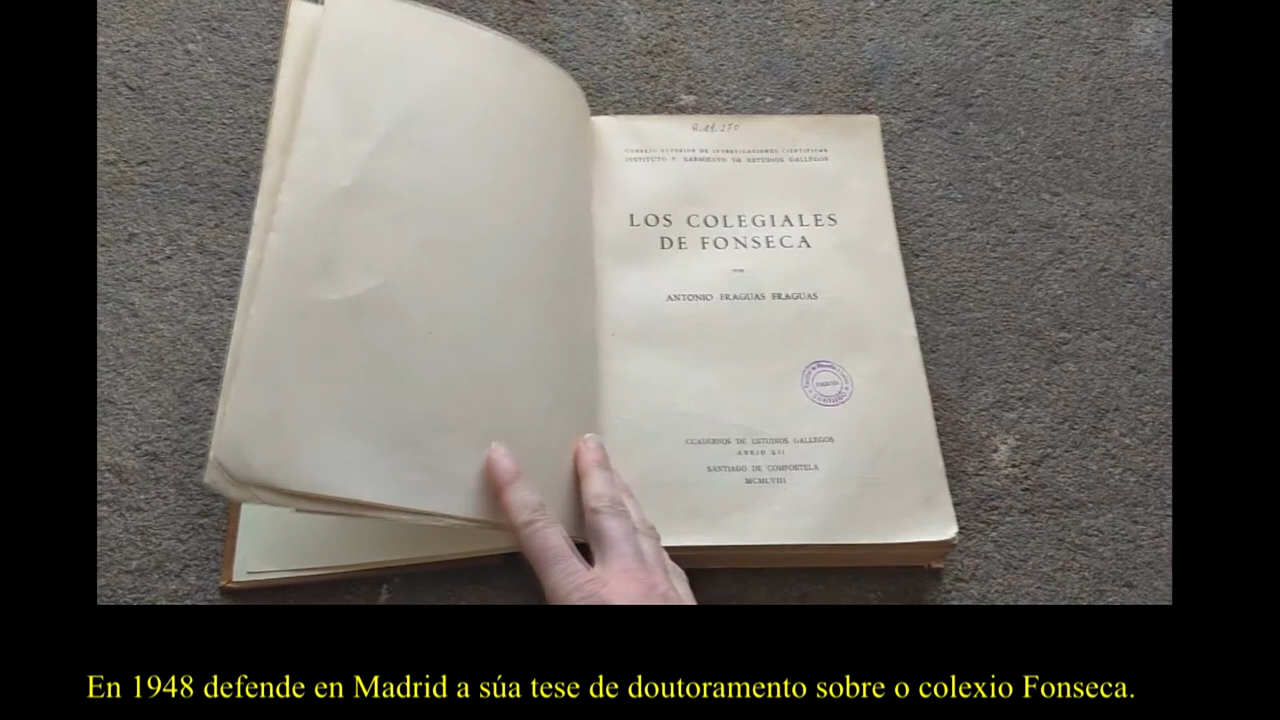 R.M. 270
CONSEJO SUPERIOR DE INVESTIGACIONES CIENTIFICAS
INSTITUTO P. SARMIENTO DE ESTUDIOS GALLEGOS
LOS COLEGIALES
DE FONSECA
POR
ANTONIO FRAGUAS FRAGUAS
CUADERNOS DE ESTUDIOS GALLEGOS
ANEJO XII
SANTIAGO DE COMPOSTELA
MCMLVIII
En 1948 defende en Madrid a súa tese de doutoramento sobre o colexio Fonseca.